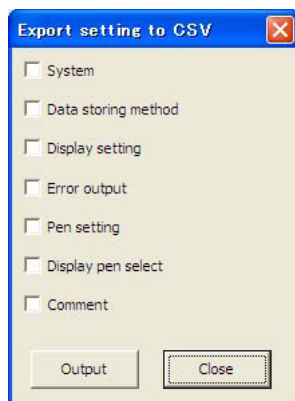 Export setting to CSV
System
Data storing method
Display setting
Error output
Pen setting
Display pen select
Comment
Output Close